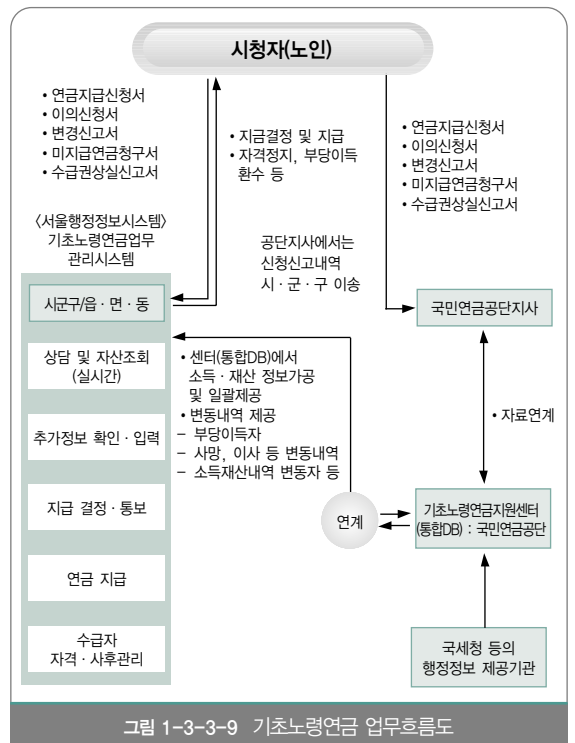 시청자(노인)
• 연금지급신청서
• 이의신청서
• 변경신고서
• 미지급연금청구서
• 수급권상실신고서
• 지금결정 및 지급
• 자격정지, 부당이득
환수 등
• 연금지급신청서
• 이의신청서
• 변경신고서
• 미지급연금청구서
• 수급권상실신고서
〈서울행정정보시스템〉
기초노령연금업무
관리시스템
공단지사에서는
신청신고내역
시·군·구 이송
시군구/읍·면·동
국민연금공단지사
상담 및 자산조회
(실시간)
추가정보 확인·입력
지급 결정·통보
연금 지급
수급자
자격·사후관리
• 센터(통합DB)에서
소득·재산 정보가공
및 일괄제공
• 변동내역 제공
– 부당이득자
– 사망, 이사 등 변동내역
– 소득재산내역 변동자 등
• 자료연계
연계
기초노령연금지원센터
(통합DB) : 국민연금공단
국세청 등의
행정정보 제공기관
그림 1-3-3-9 기초노령연금 업무흐름도